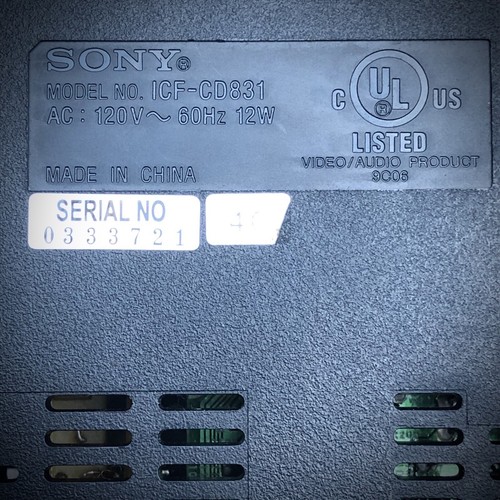 SONY®
MODEL NO. ICF-CD831
AC : 120V ~ 60Hz 12W
MADE IN CHINA
C UL ® US
LISTED
VIDEO/AUDIO PRODUCT
9C06
SERIAL NO
0333721